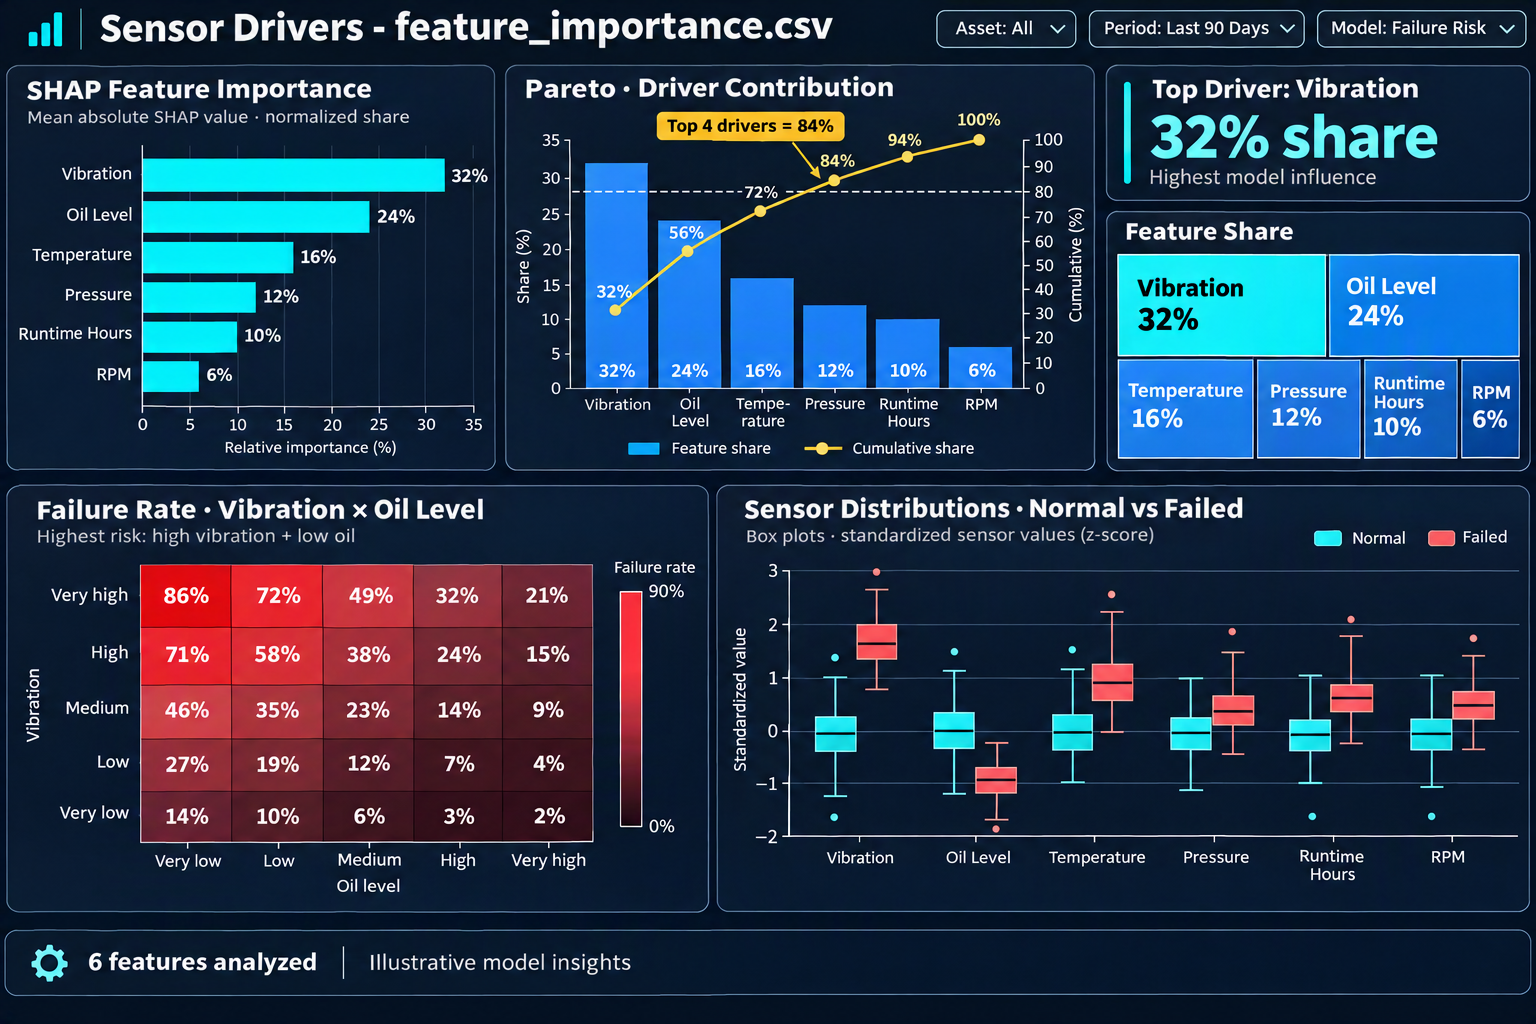 Sensor Drivers - feature_importance.csv
Asset: All
Period: Last 90 Days
Model: Failure Risk
SHAP Feature Importance
Mean absolute SHAP value · normalized share
Vibration
32%
Oil Level
24%
Temperature
16%
Pressure
12%
Runtime Hours
10%
RPM
6%
0 5 10 15 20 25 30 35
Relative importance (%)
Pareto · Driver Contribution
Top 4 drivers = 84%
35
30
25
20
15
10
5
0
Share (%)
32%
56%
72%
84%
94%
100%
32% 24% 16% 12% 10% 6%
100
90
80
70
60
50
40
30
20
10
0
Cumulative (%)
Vibration
Oil
Level
Tempe-
rature
Pressure
Runtime
Hours
RPM
Feature share
Cumulative share
Top Driver: Vibration
32% share
Highest model influence
Feature Share
Vibration
32%
Oil Level
24%
Temperature
16%
Pressure
12%
Runtime
Hours
10%
RPM
6%
Failure Rate · Vibration × Oil Level
Highest risk: high vibration + low oil
Vibration
Very high 86% 72% 49% 32% 21%
High 71% 58% 38% 24% 15%
Medium 46% 35% 23% 14% 9%
Low 27% 19% 12% 7% 4%
Very low 14% 10% 6% 3% 2%
Very low Low Medium High Very high
Oil level
Failure rate
90%
0%
Sensor Distributions · Normal vs Failed
Box plots · standardized sensor values (z-score)
Normal
Failed
Standardized value
3
2
1
0
−1
−2
Vibration
Oil Level
Temperature
Pressure
Runtime
Hours
RPM
6 features analyzed
Illustrative model insights